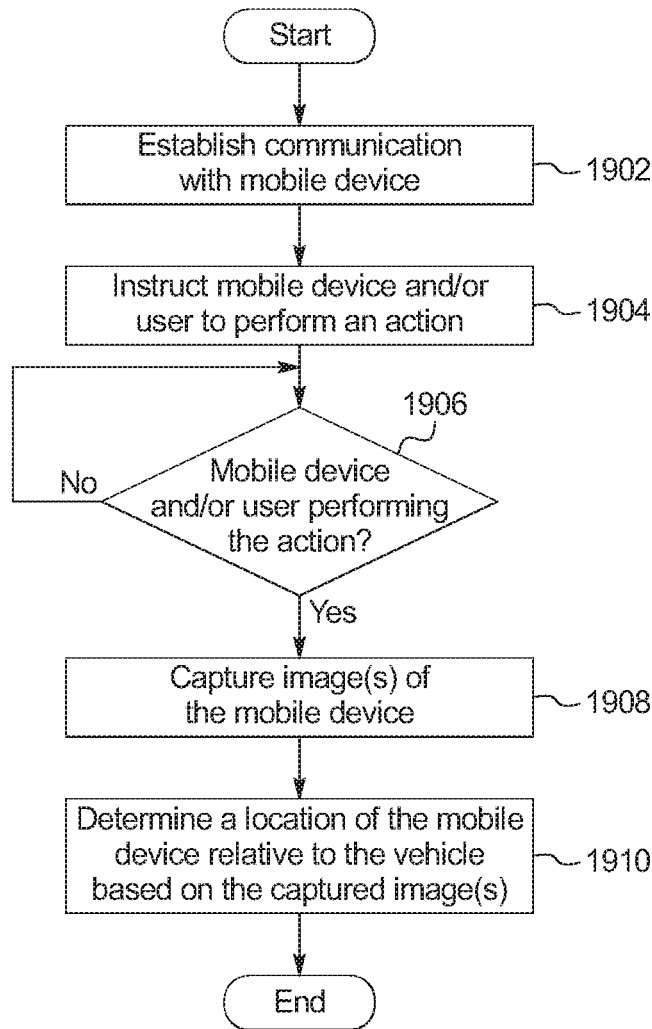 Start
Establish communication
with mobile device
1902
Instruct mobile device and/or
user to perform an action
1904
1906
Mobile device
and/or user performing
the action?
No
Yes
Capture image(s) of
the mobile device
1908
Determine a location of the mobile
device relative to the vehicle
based on the captured image(s)
1910
End